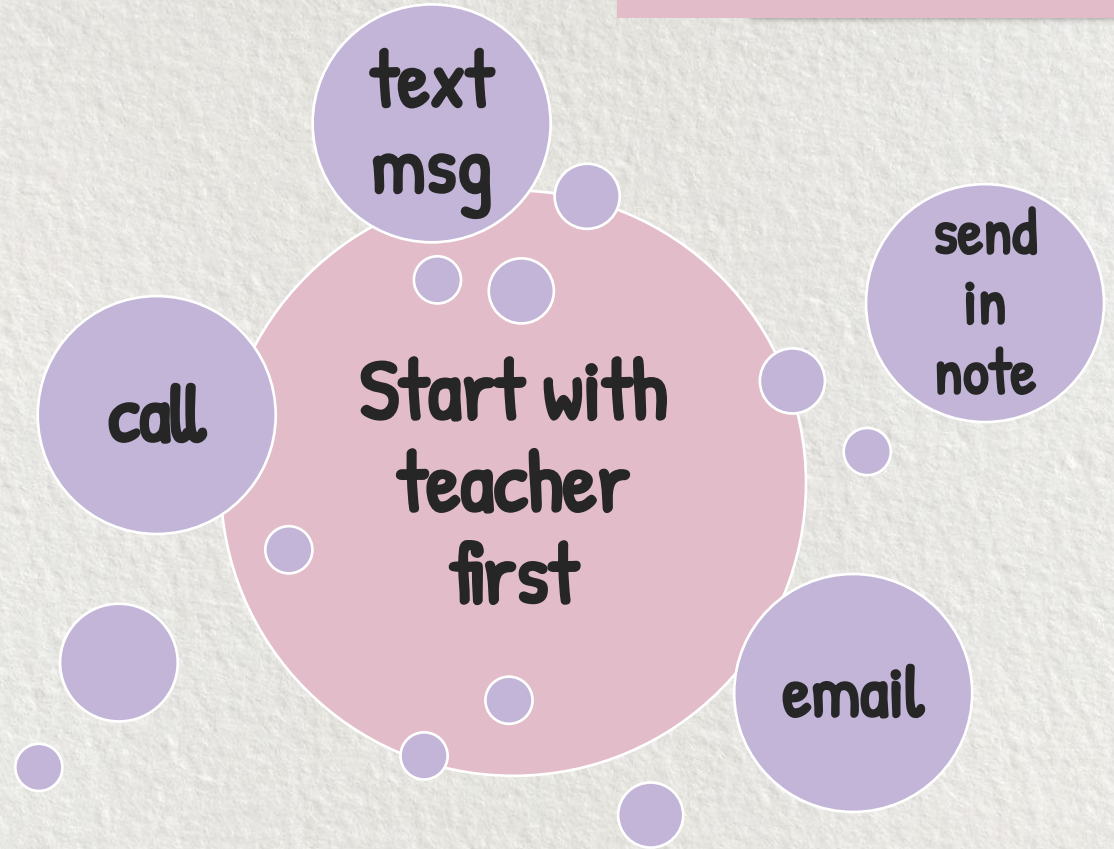 text
msg
send
in
note
call
Start with
teacher
first
email